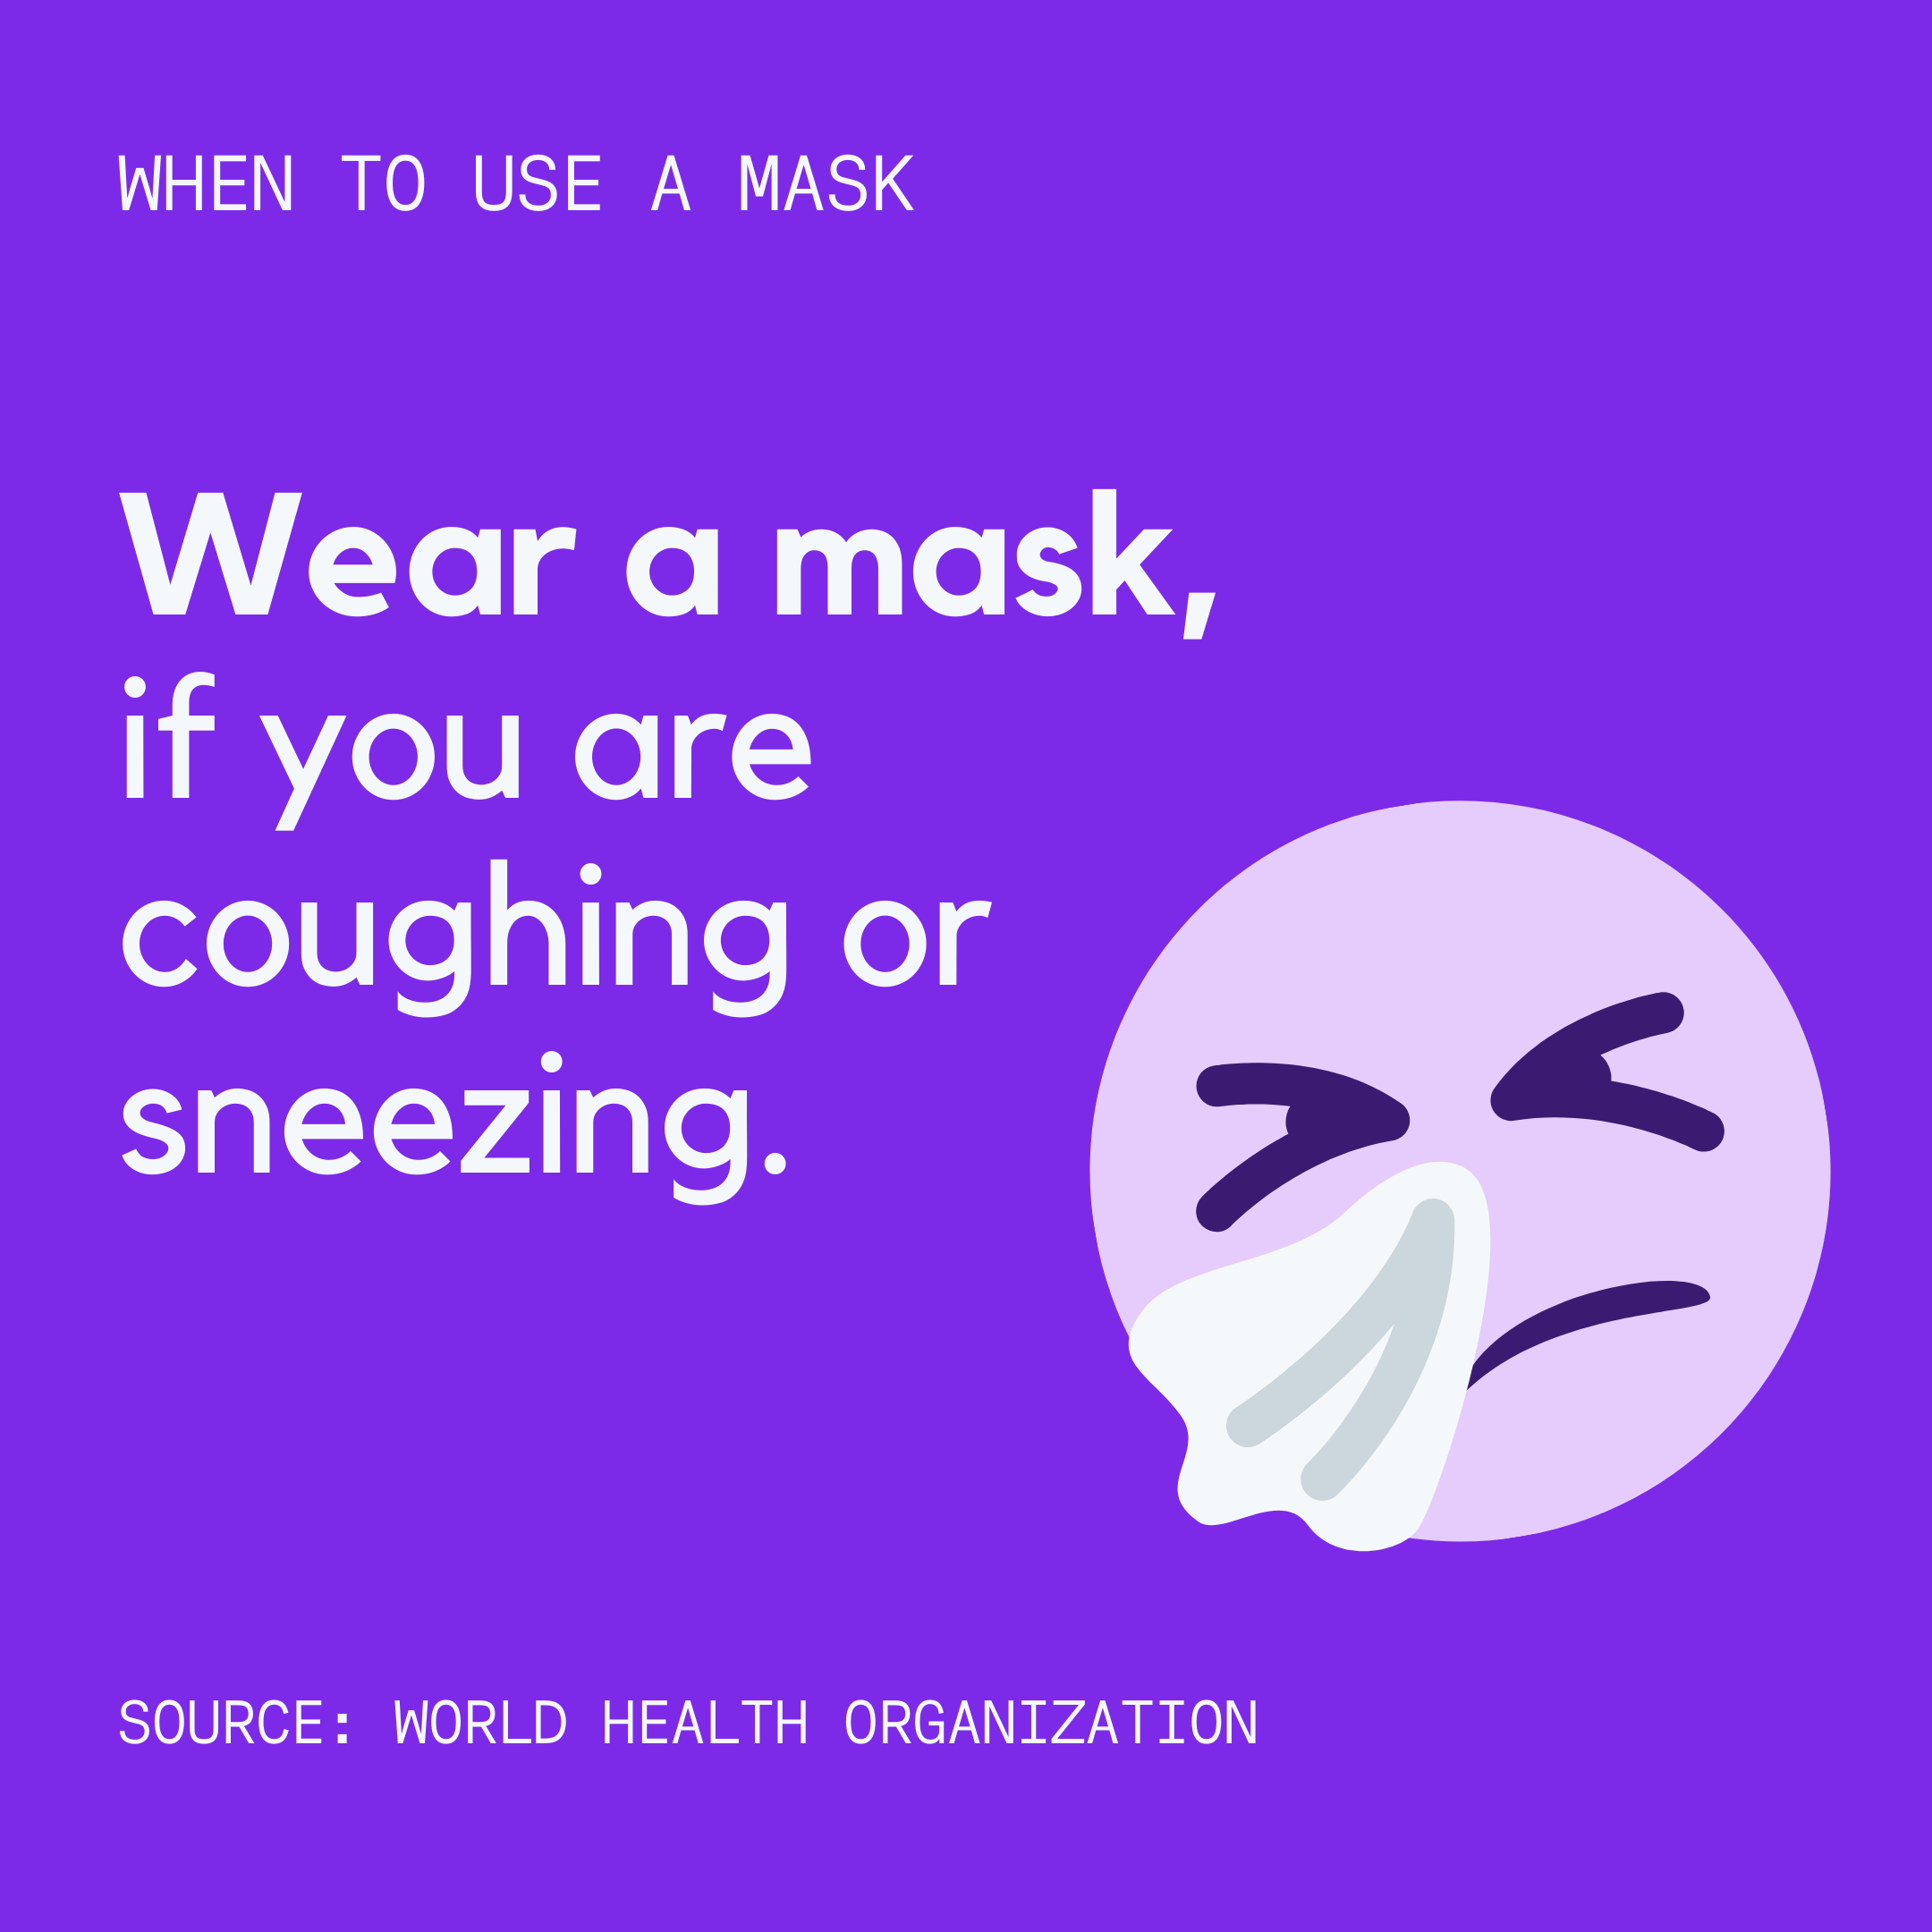 WHEN TO USE A MASK
Wear a mask,
if you are
coughing or
sneezing.
SOURCE: WORLD HEALTH ORGANIZATION